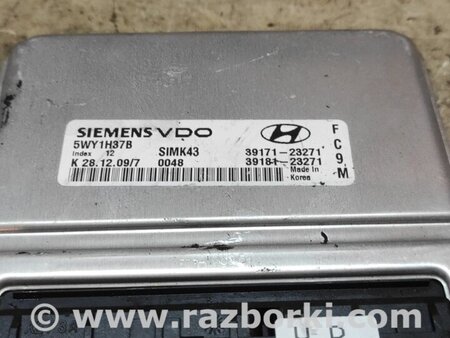 SIEMENS VDO
5WY1H37B
Index 12 SIMK43 39171-23271
K 28.12.09/7 0048 39181-23271
Made In
Korea
F
C
9
M
www.razborki.com